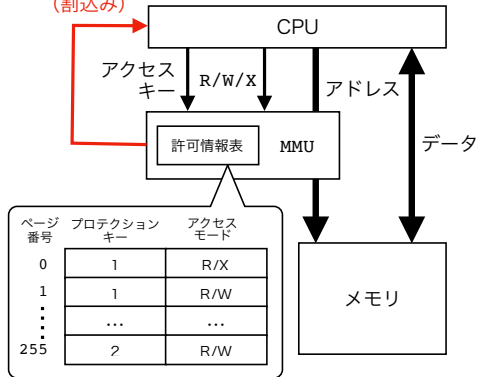 （割込み）
CPU
アクセス
キー
R/W/X
アドレス
データ
許可情報表
MMU
メモリ
ページ
番号
プロテクション
キー
アクセス
モード
0
1
R/X
1
1
R/W
…
…
255
2
R/W